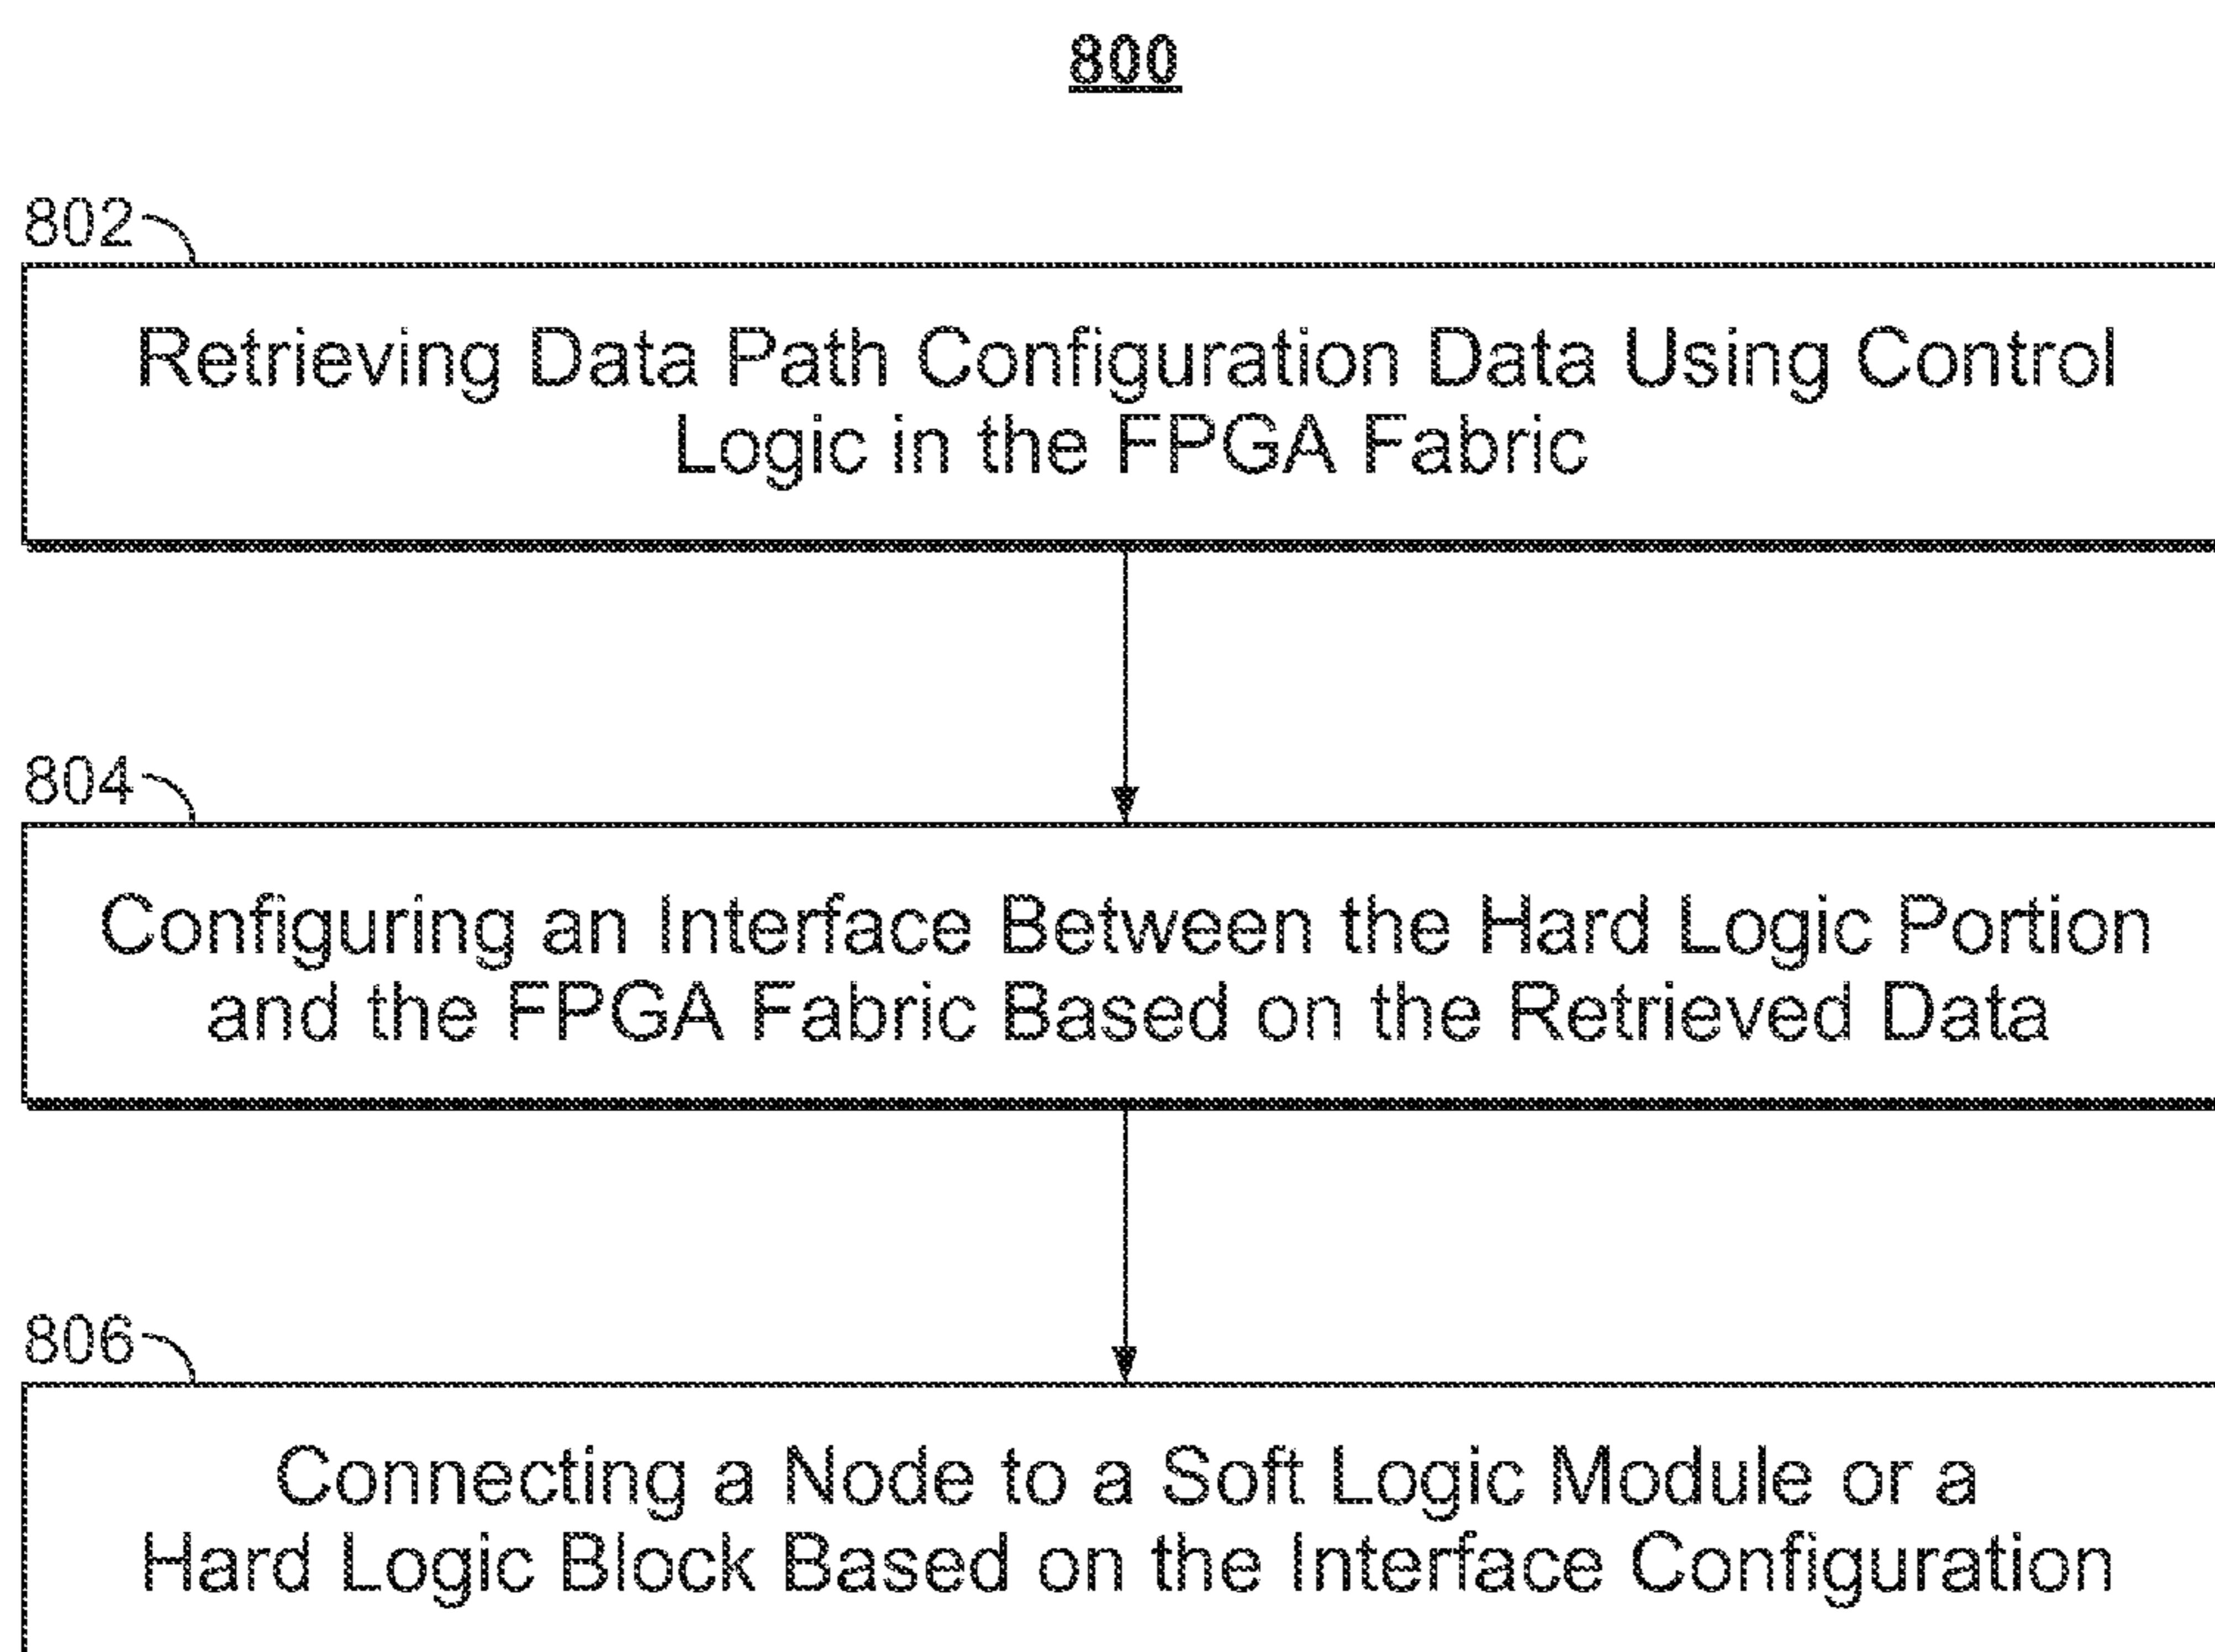 800
802
Retrieving Data Path Configuration Data Using Control
Logic in the FPGA Fabric
804
Configuring an Interface Between the Hard Logic Portion
and the FPGA Fabric Based on the Retrieved Data
806
Connecting a Node to a Soft Logic Module or a
Hard Logic Block Based on the Interface Configuration